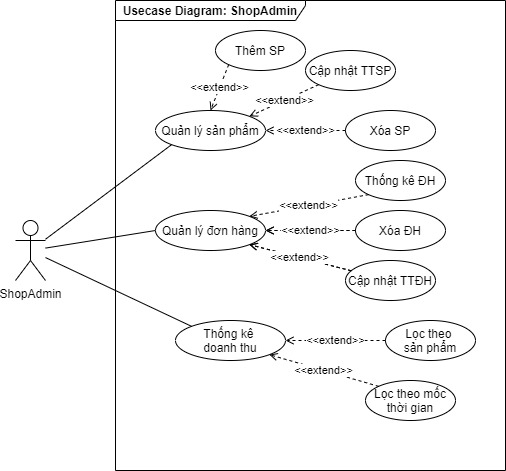 Usecase Diagram: ShopAdmin
Thêm SP
Cập nhật TTSP
<<extend>>
<<extend>>
Quản lý sản phẩm
<<extend>>
Xóa SP
Thống kê ĐH
<<extend>>
Quản lý đơn hàng
<<extend>>
Xóa ĐH
<<extend>>
Cập nhật TTĐH
ShopAdmin
Thống kê
doanh thu
<<extend>>
Lọc theo
sản phẩm
<<extend>>
Lọc theo mốc
thời gian